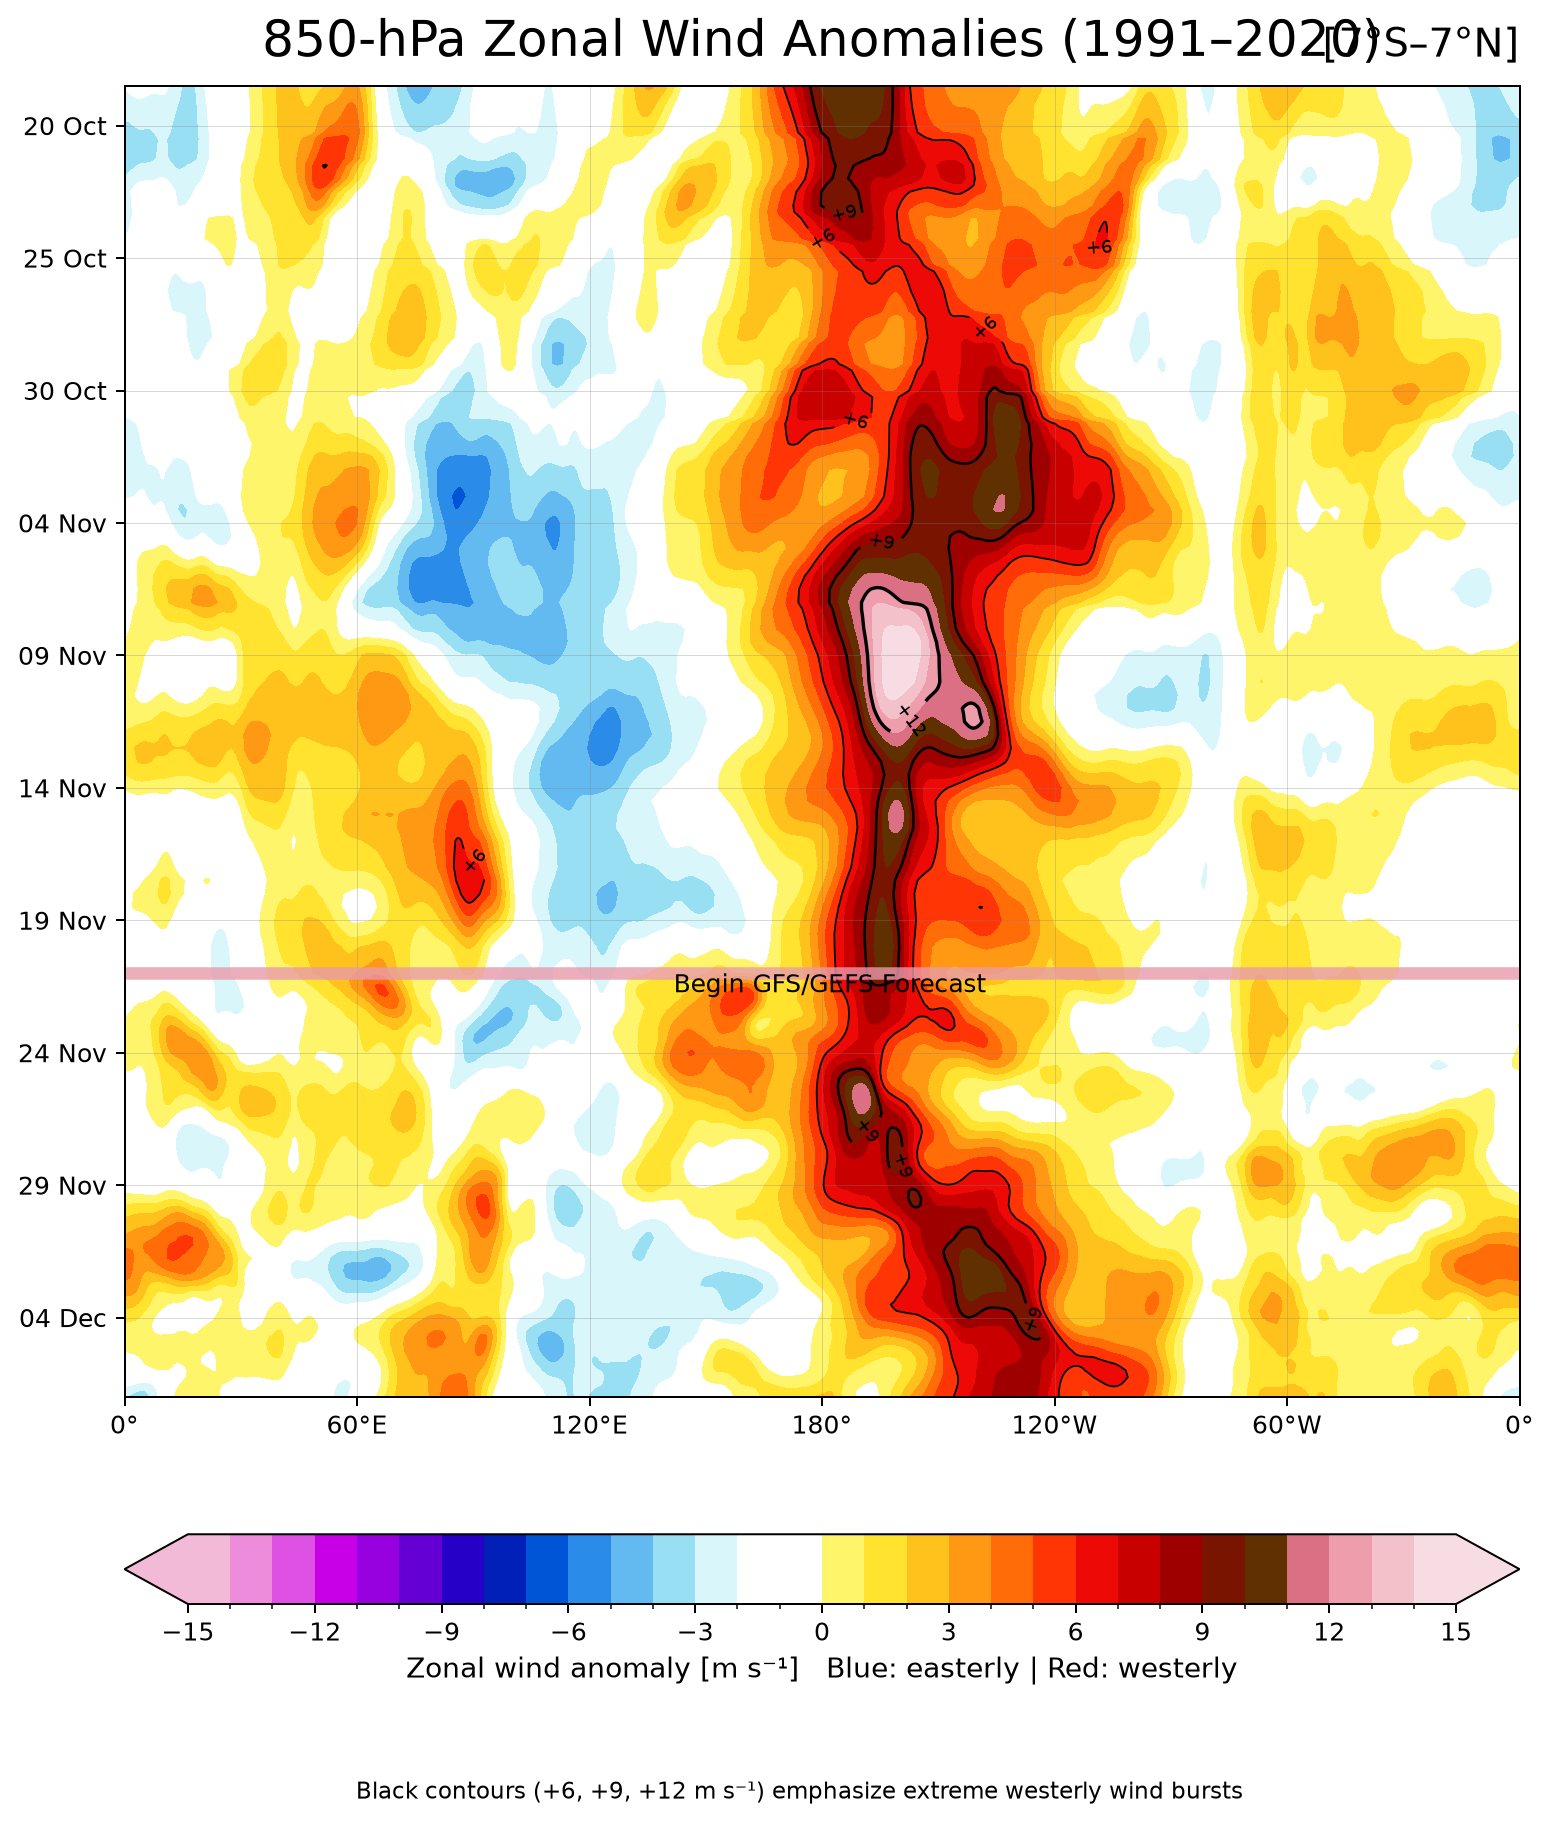 850-hPa Zonal Wind Anomalies (1991–2020)
[7°S–7°N]
20 Oct
25 Oct
30 Oct
04 Nov
09 Nov
14 Nov
19 Nov
24 Nov
29 Nov
04 Dec
+9
+6
+6
+6
+6
+9
+12
+6
Begin GFS/GEFS Forecast
+9
+9
+9
0° 60°E 120°E 180° 120°W 60°W 0°
−15 −12 −9 −6 −3 0 3 6 9 12 15
Zonal wind anomaly [m s⁻¹]   Blue: easterly | Red: westerly
Black contours (+6, +9, +12 m s⁻¹) emphasize extreme westerly wind bursts